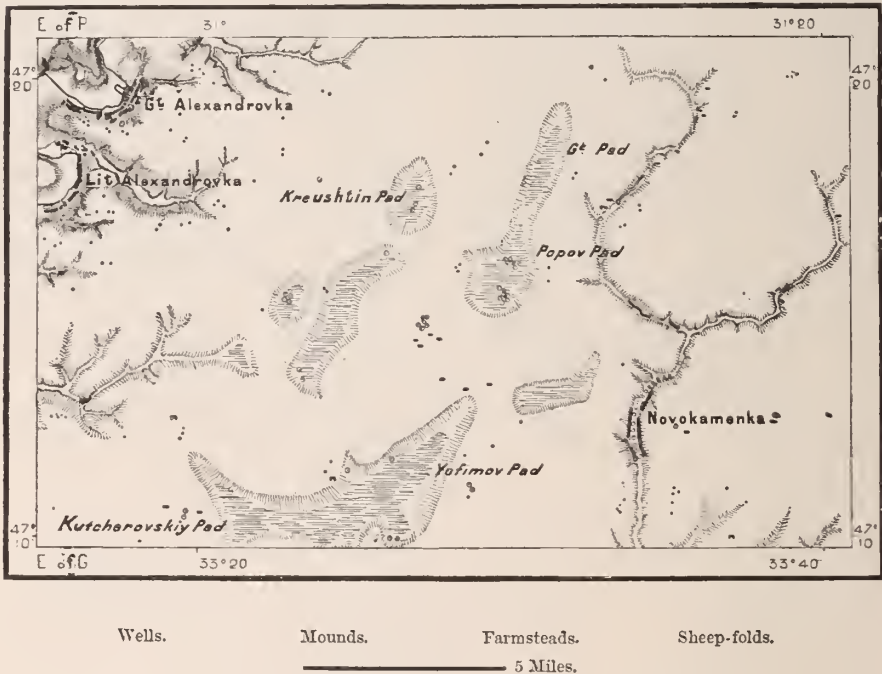 E of P 31° 31°20
47° 20 47° 20
Gt Alexandrovka
Gt Pad
Lit Alexandrovka
Kreushtin Pad
Popov Pad
Novokamenka
Yofimov Pad
Kutcherovskiy Pad
47° 10 47° 10
E of G 33°20 33°40
Wells. Mounds. Farmsteads. Sheep-folds.
5 Miles.